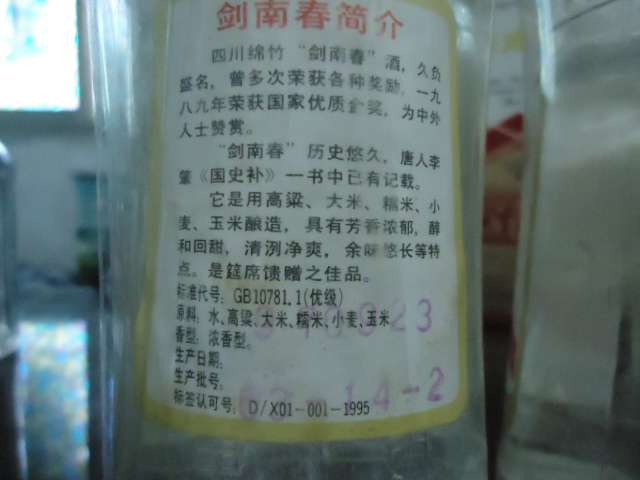 剑南春简介
四川绵竹“剑南春”酒，久负
盛名，曾多次荣获各种奖励，一九
八九年荣获国家优质金奖，为中外
人士赞赏。
“剑南春”历史悠久，唐人李
肇《国史补》一书中已有记载。
它是用高粱、大米、糯米、小
麦、玉米酿造，具有芳香浓郁，醇
和回甜，清洌净爽，余味悠长等特
点。是筵席馈赠之佳品。
标准代号：GB10781.1(优级)
原料：水、高粱、大米、糯米、小麦、玉米
香型：浓香型。
生产日期：
生产批号：
标签认可号：D/X01-001-1995